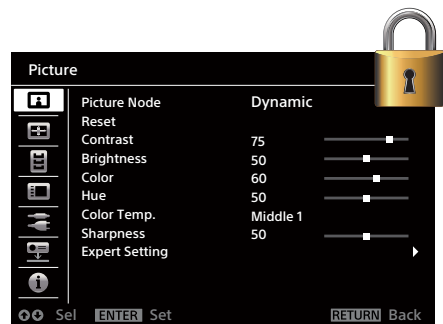 Picture
Picture Node Dynamic
Reset
Contrast 75
Brightness 50
Color 60
Hue 50
Color Temp. Middle 1
Sharpness 50
Expert Setting
Sel ENTER Set RETURN Back